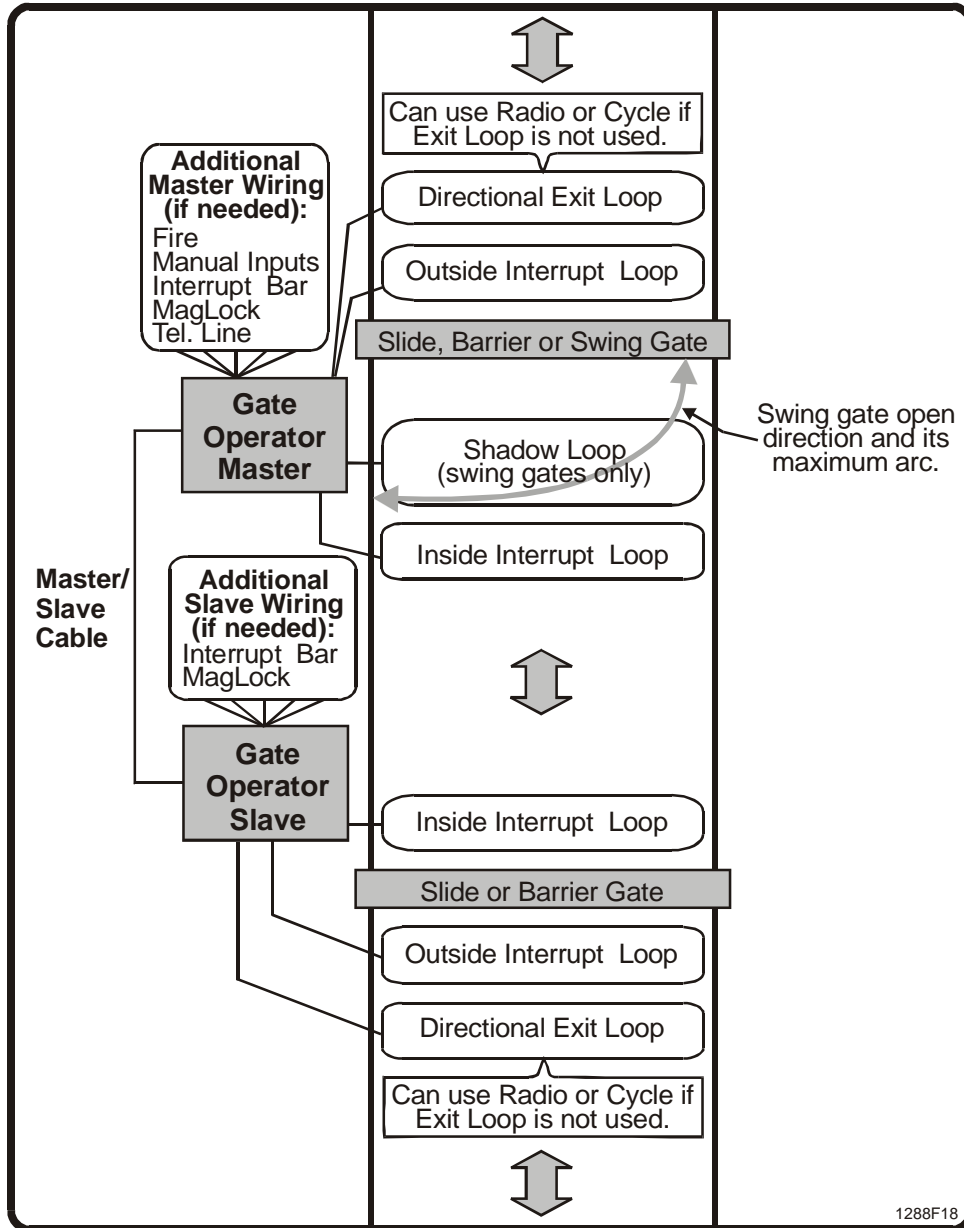 Can use Radio or Cycle if
Exit Loop is not used.
Additional
Master Wiring
(if needed):
Fire
Manual Inputs
Interrupt Bar
MagLock
Tel. Line
Directional Exit Loop
Outside Interrupt Loop
Slide, Barrier or Swing Gate
Gate
Operator
Master
Swing gate open
direction and its
maximum arc.
Shadow Loop
(swing gates only)
Inside Interrupt Loop
Master/
Slave
Cable
Additional
Slave Wiring
(if needed):
Interrupt Bar
MagLock
Gate
Operator
Slave
Inside Interrupt Loop
Slide or Barrier Gate
Outside Interrupt Loop
Directional Exit Loop
Can use Radio or Cycle if
Exit Loop is not used.
1288F18